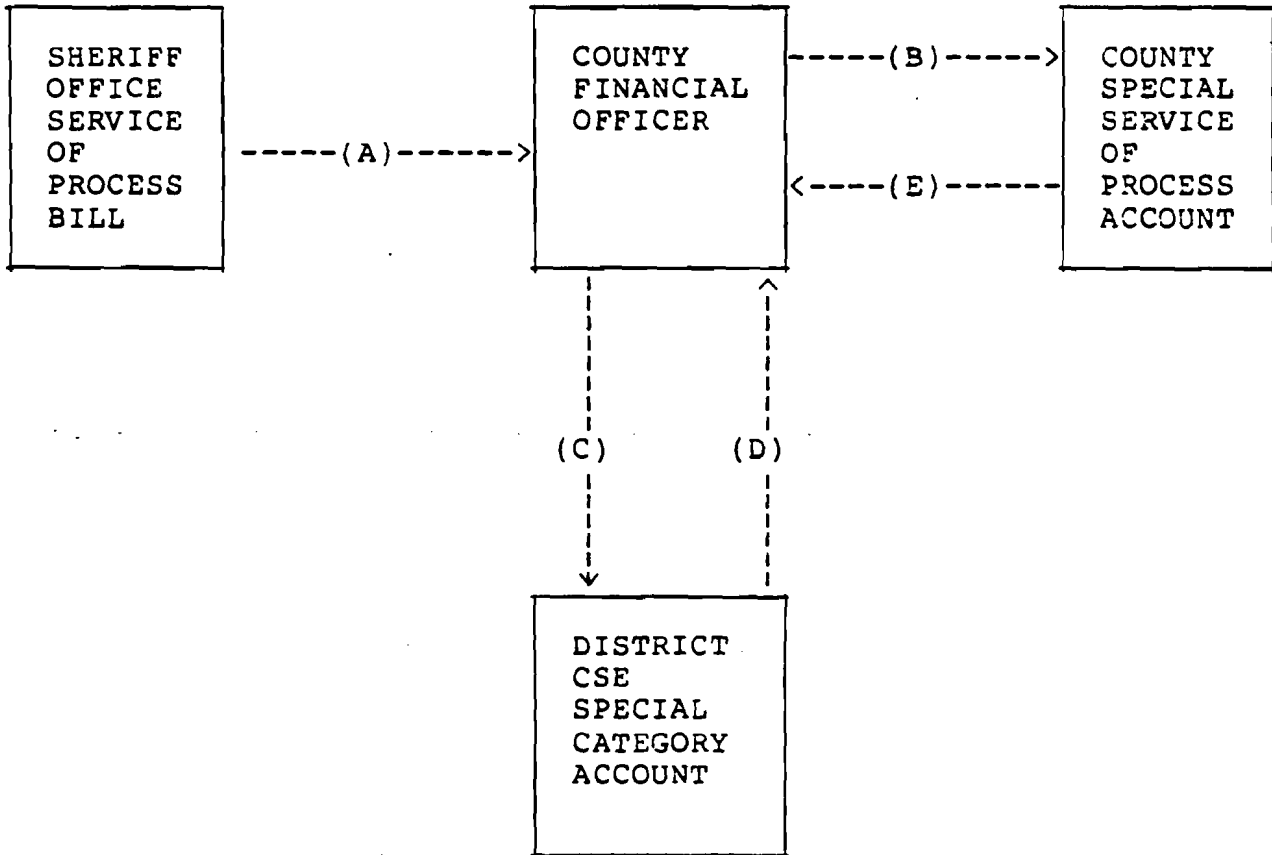 SHERIFF
OFFICE
SERVICE
OF
PROCESS
BILL
(A)
COUNTY
FINANCIAL
OFFICER
(B)
(E)
COUNTY
SPECIAL
SERVICE
OF
PROCESS
ACCOUNT
(C)
(D)
DISTRICT
CSE
SPECIAL
CATEGORY
ACCOUNT